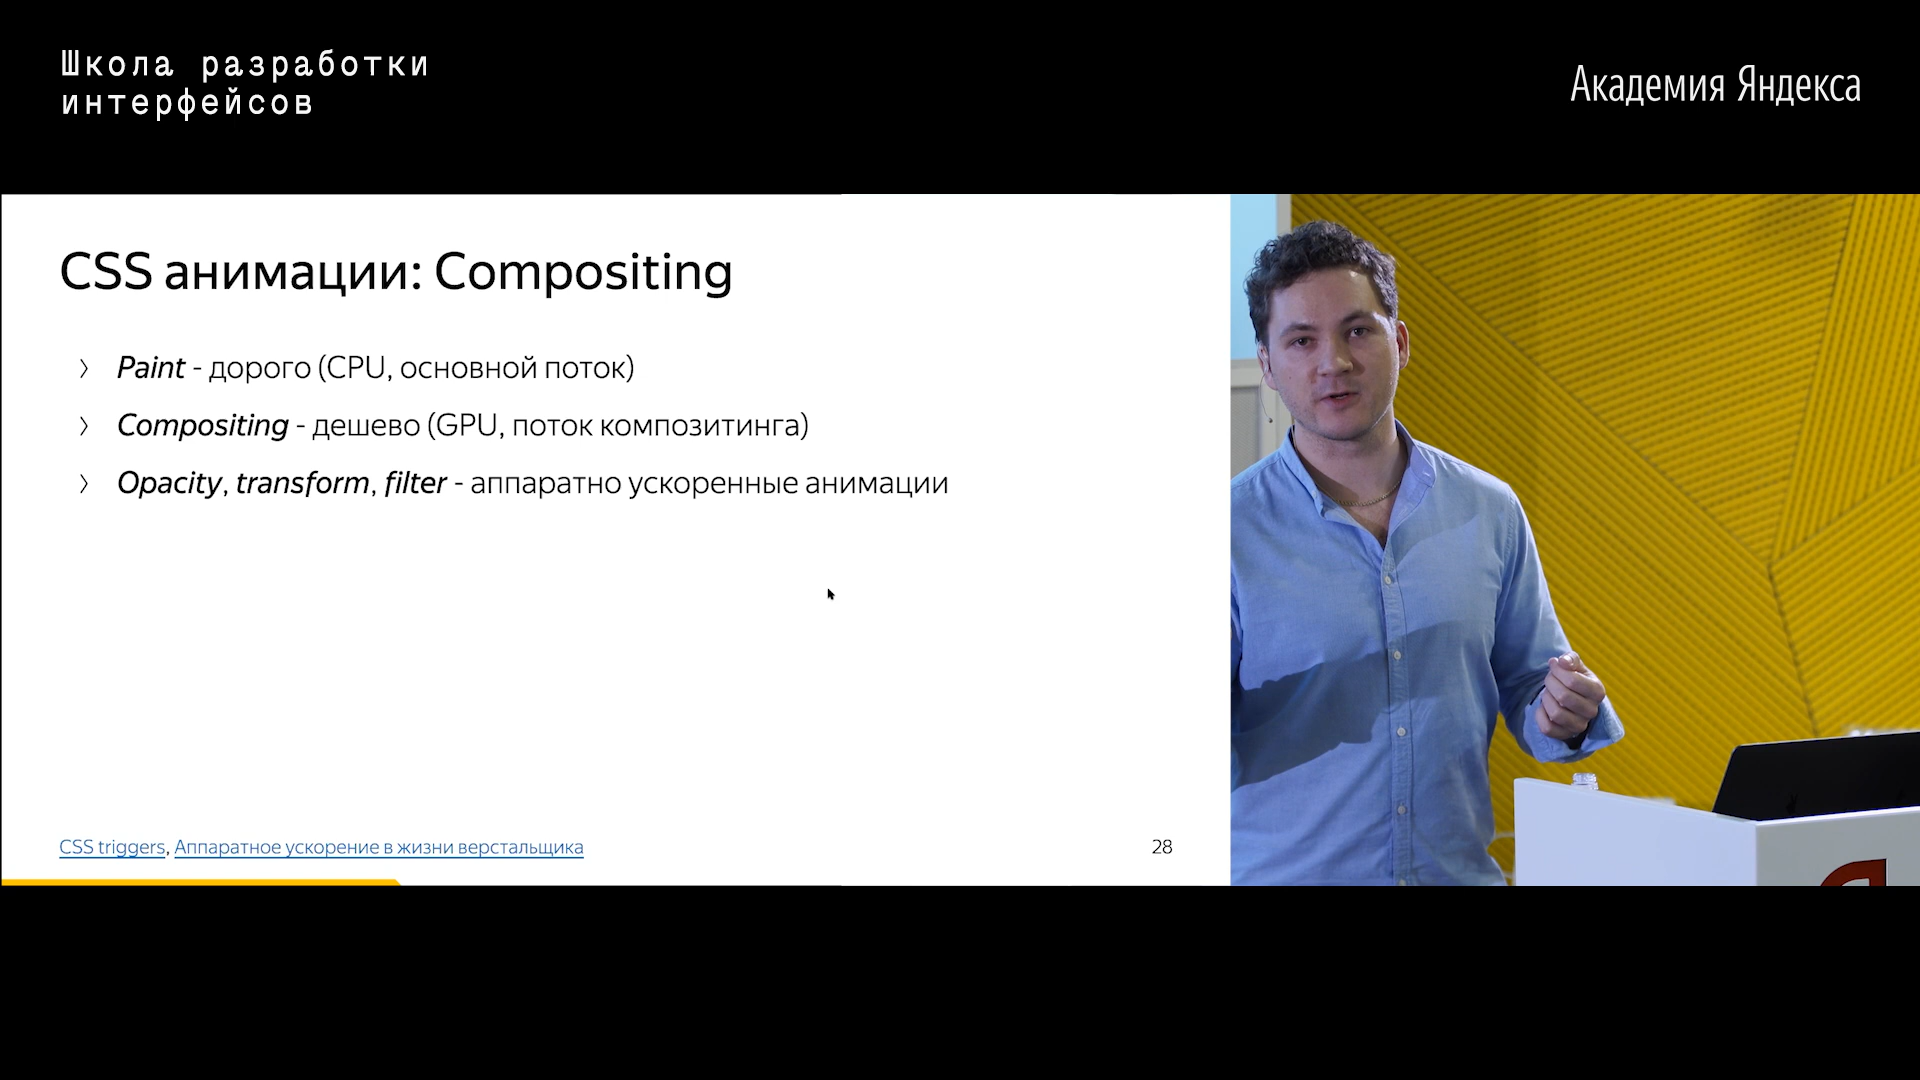 Школа разработки
интерфейсов
Академия Яндекса
CSS анимации: Compositing
Paint - дорого (CPU, основной поток)
Compositing - дешево (GPU, поток композитинга)
Opacity, transform, filter - аппаратно ускоренные анимации
CSS triggers, Аппаратное ускорение в жизни верстальщика
28